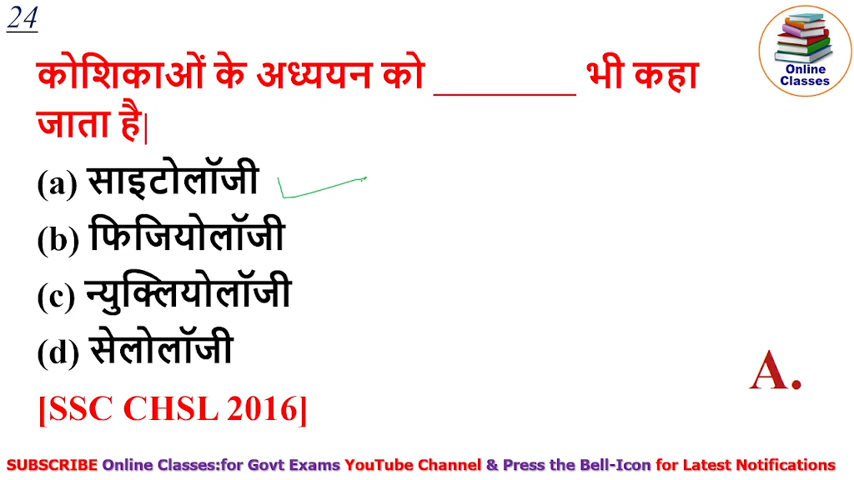 24
Online
Classes
कोशिकाओं के अध्ययन को ________ भी कहा
जाता है|
(a) साइटोलॉजी
(b) फिजियोलॉजी
(c) न्युक्लियोलॉजी
(d) सेलोलॉजी
A.
[SSC CHSL 2016]
SUBSCRIBE Online Classes:for Govt Exams YouTube Channel & Press the Bell-Icon for Latest Notifications